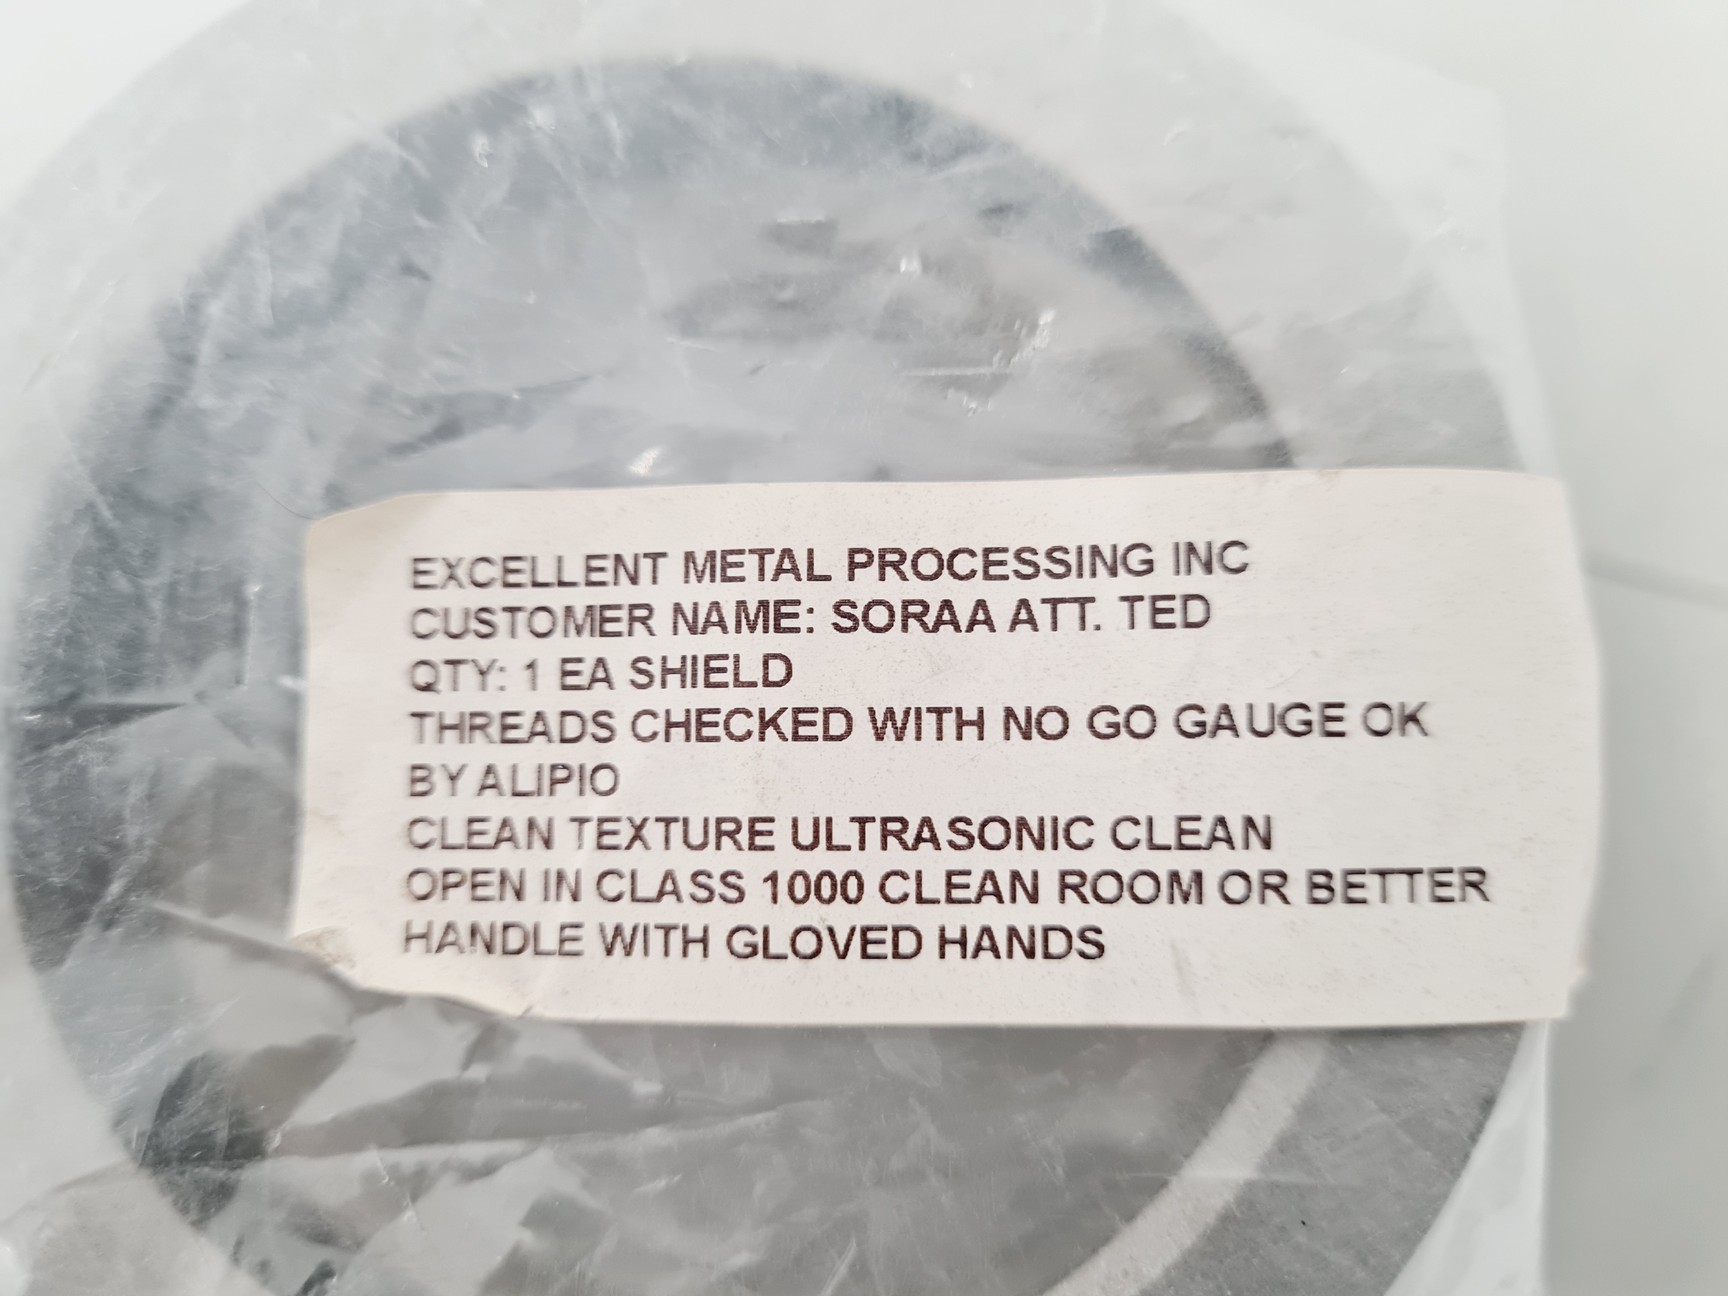 EXCELLENT METAL PROCESSING INC
CUSTOMER NAME: SORAA ATT. TED
QTY: 1 EA SHIELD
THREADS CHECKED WITH NO GO GAUGE OK
BY ALIPIO
CLEAN TEXTURE ULTRASONIC CLEAN
OPEN IN CLASS 1000 CLEAN ROOM OR BETTER
HANDLE WITH GLOVED HANDS